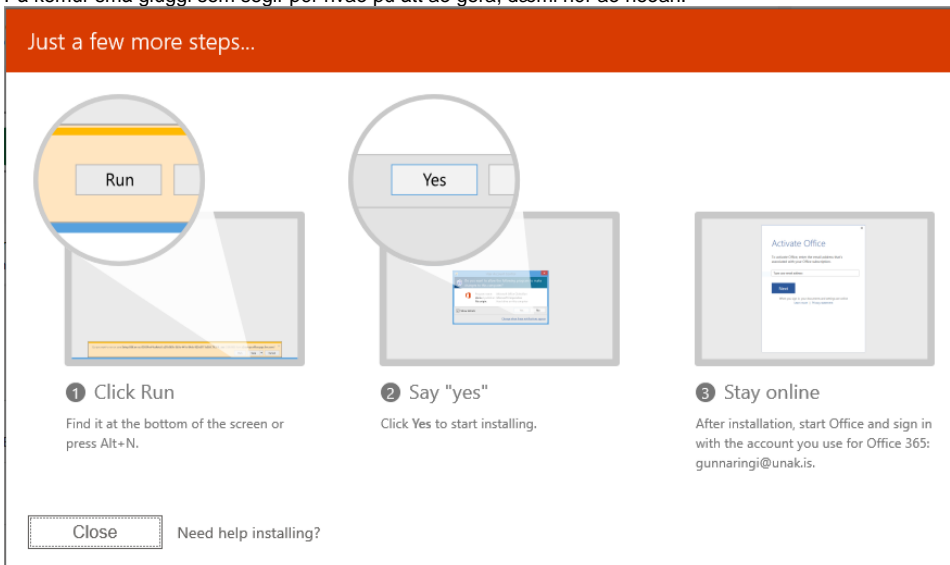 Just a few more steps...
Run
Yes
Activate Office
1 Click Run
Find it at the bottom of the screen or
press Alt+N.
2 Say "yes"
Click Yes to start installing.
3 Stay online
After installation, start Office and sign in
with the account you use for Office 365:
gunnaringi@unak.is.
Close
Need help installing?